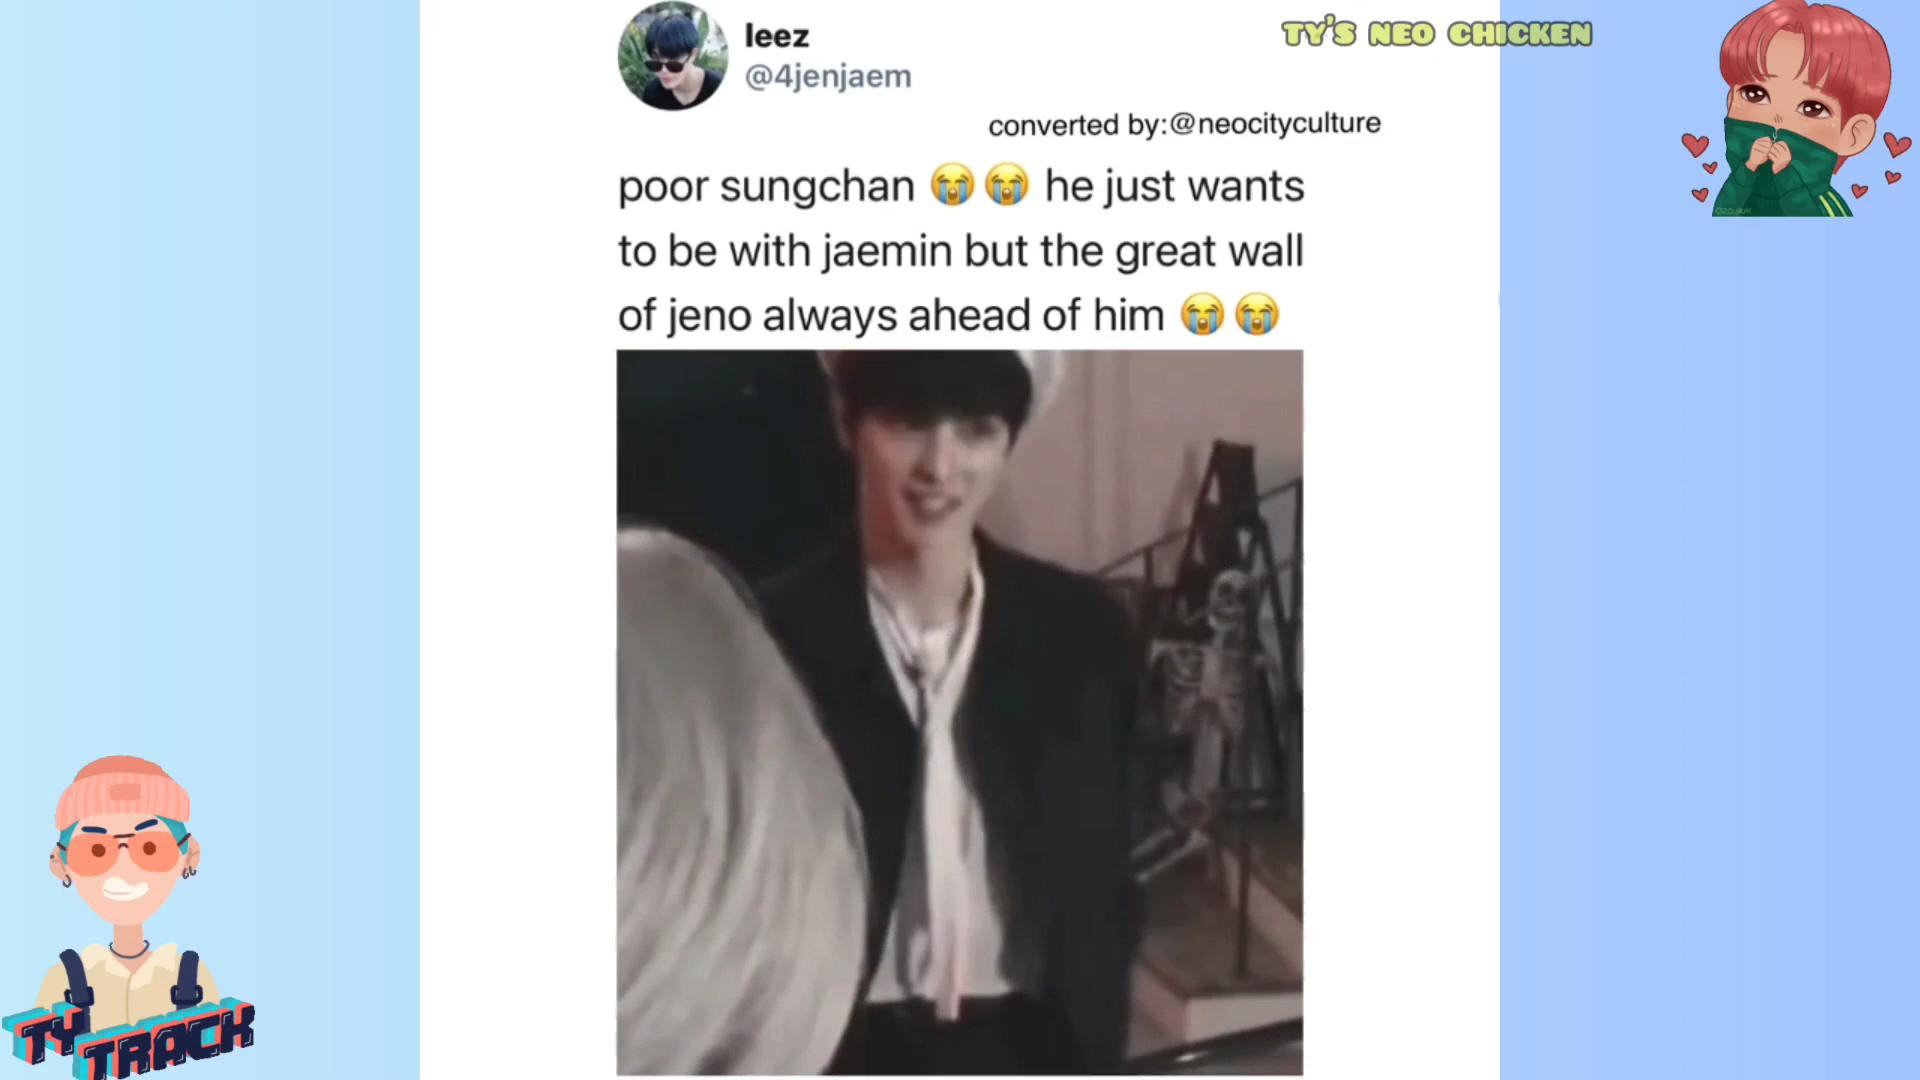 leez
@4jenjaem
TY'S NEO CHICKEN
converted by:@neocityculture
poor sungchan 😭😭 he just wants
to be with jaemin but the great wall
of jeno always ahead of him 😭😭
TY
TRACK